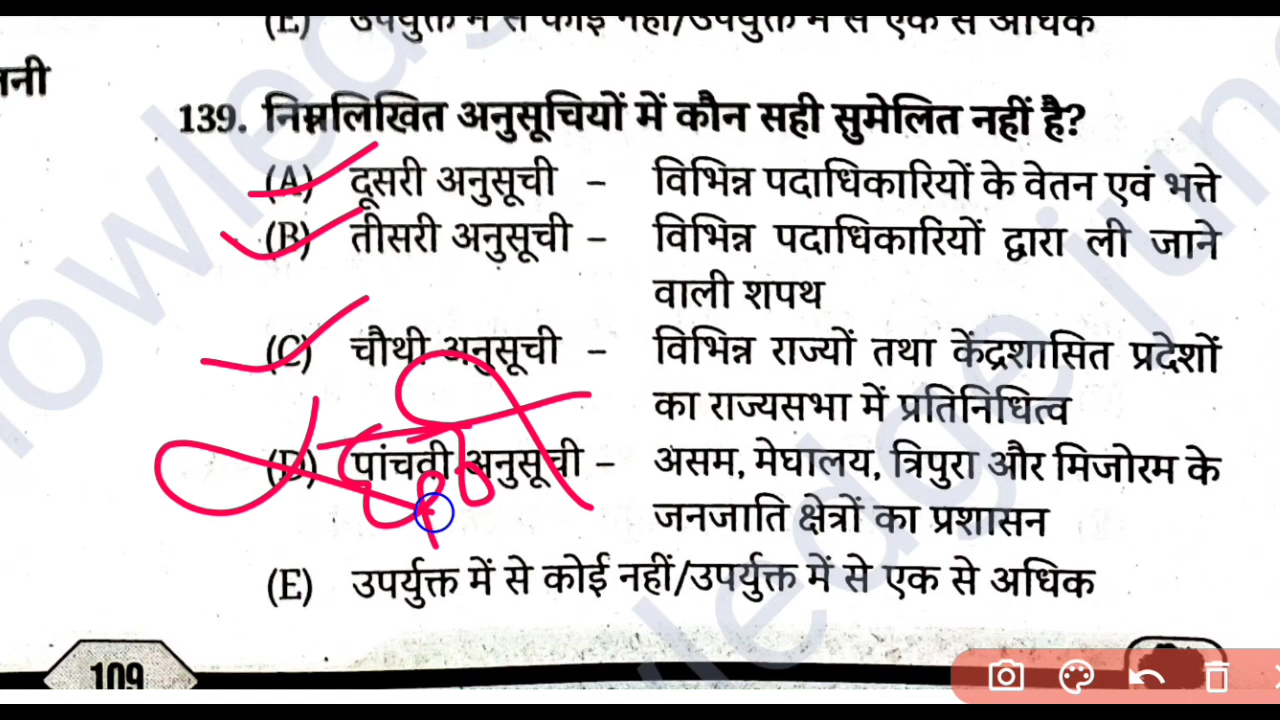 (E) उपर्युक्त में से कोई नहीं/उपर्युक्त में से एक से अधिक
तनी
139. निम्नलिखित अनुसूचियों में कौन सही सुमेलित नहीं है?
(A) दूसरी अनुसूची – विभिन्न पदाधिकारियों के वेतन एवं भत्ते
(B) तीसरी अनुसूची – विभिन्न पदाधिकारियों द्वारा ली जाने
वाली शपथ
(C) चौथी अनुसूची – विभिन्न राज्यों तथा केंद्रशासित प्रदेशों
का राज्यसभा में प्रतिनिधित्व
(D) पांचवी अनुसूची – असम, मेघालय, त्रिपुरा और मिजोरम के
जनजाति क्षेत्रों का प्रशासन
(E) उपर्युक्त में से कोई नहीं/उपर्युक्त में से एक से अधिक
109